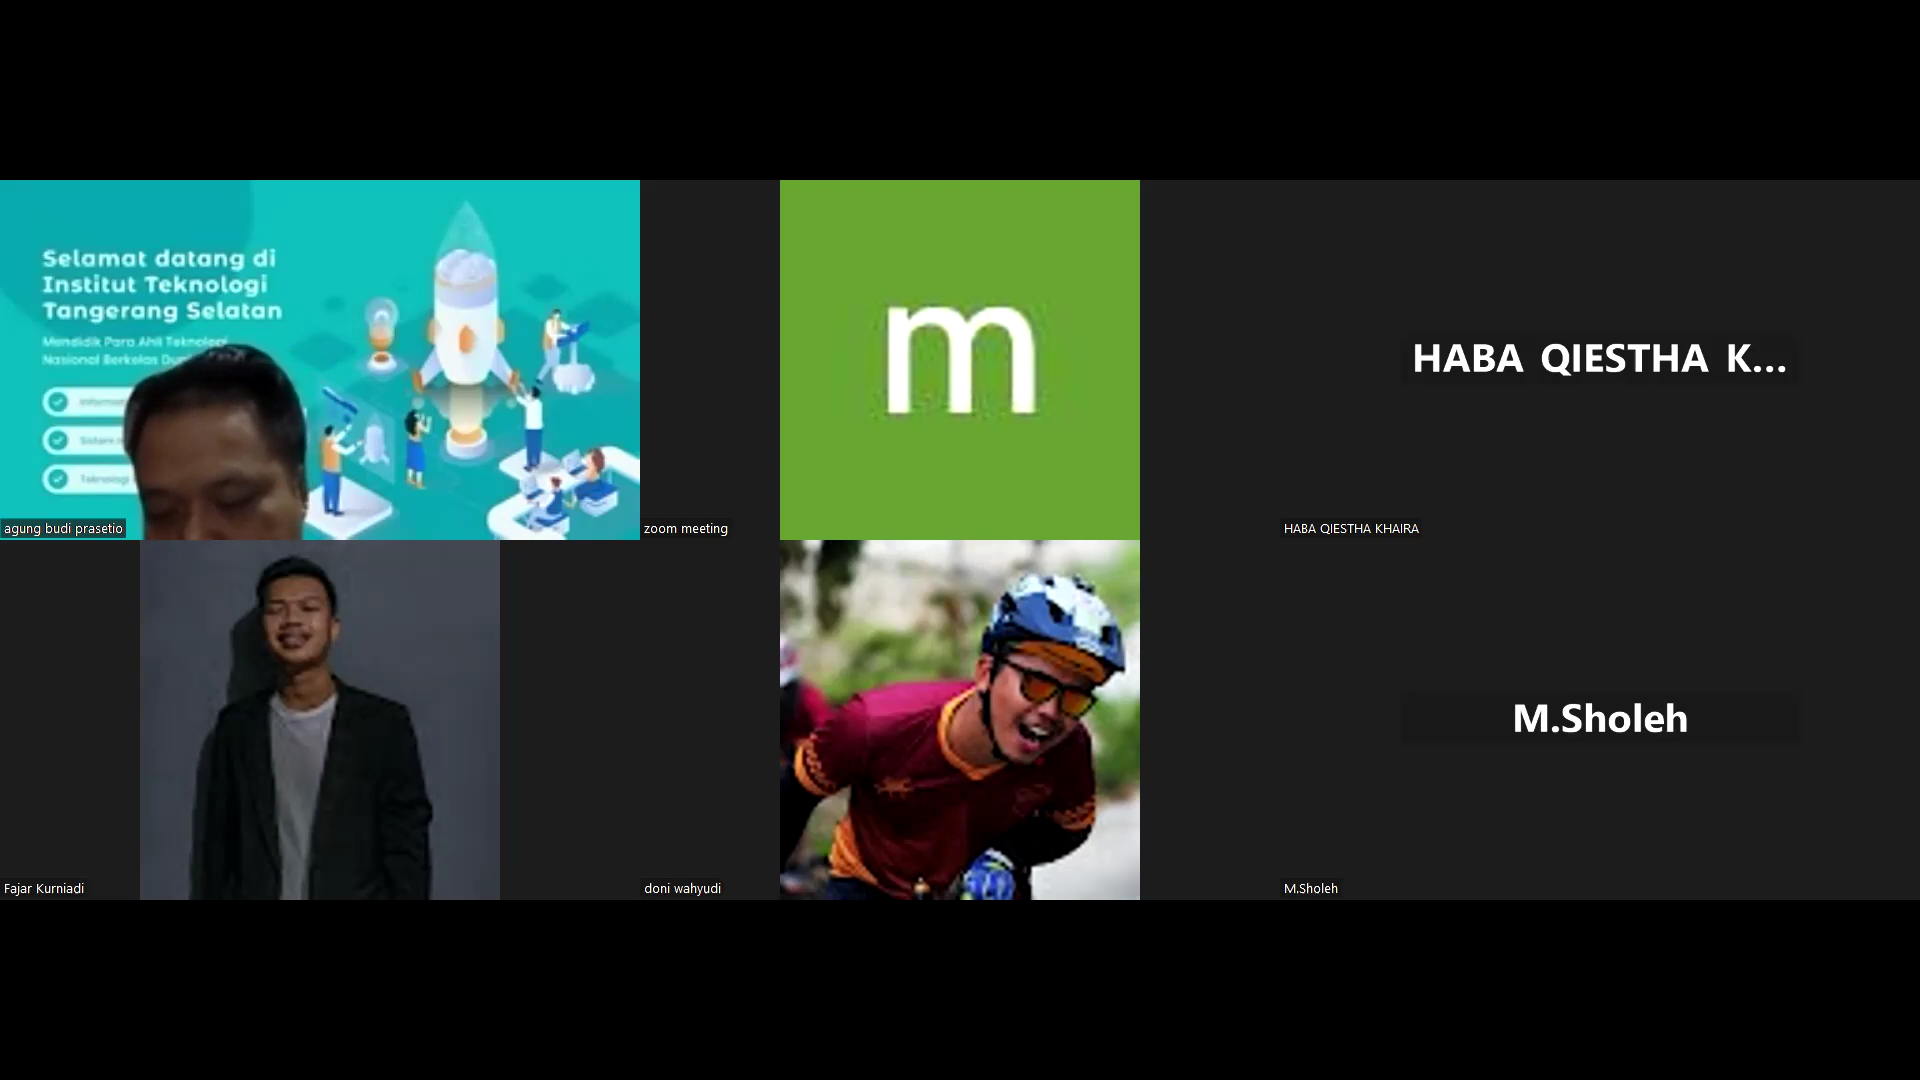 Selamat datang di
Institut Teknologi
Tangerang Selatan
Mendidik Para Ahli Teknologi
Nasional Berkelas
Teknologi
agung budi prasetio
zoom meeting
m
HABA QIESTHA K...
HABA QIESTHA KHAIRA
Fajar Kurniadi
doni wahyudi
M.Sholeh
M.Sholeh